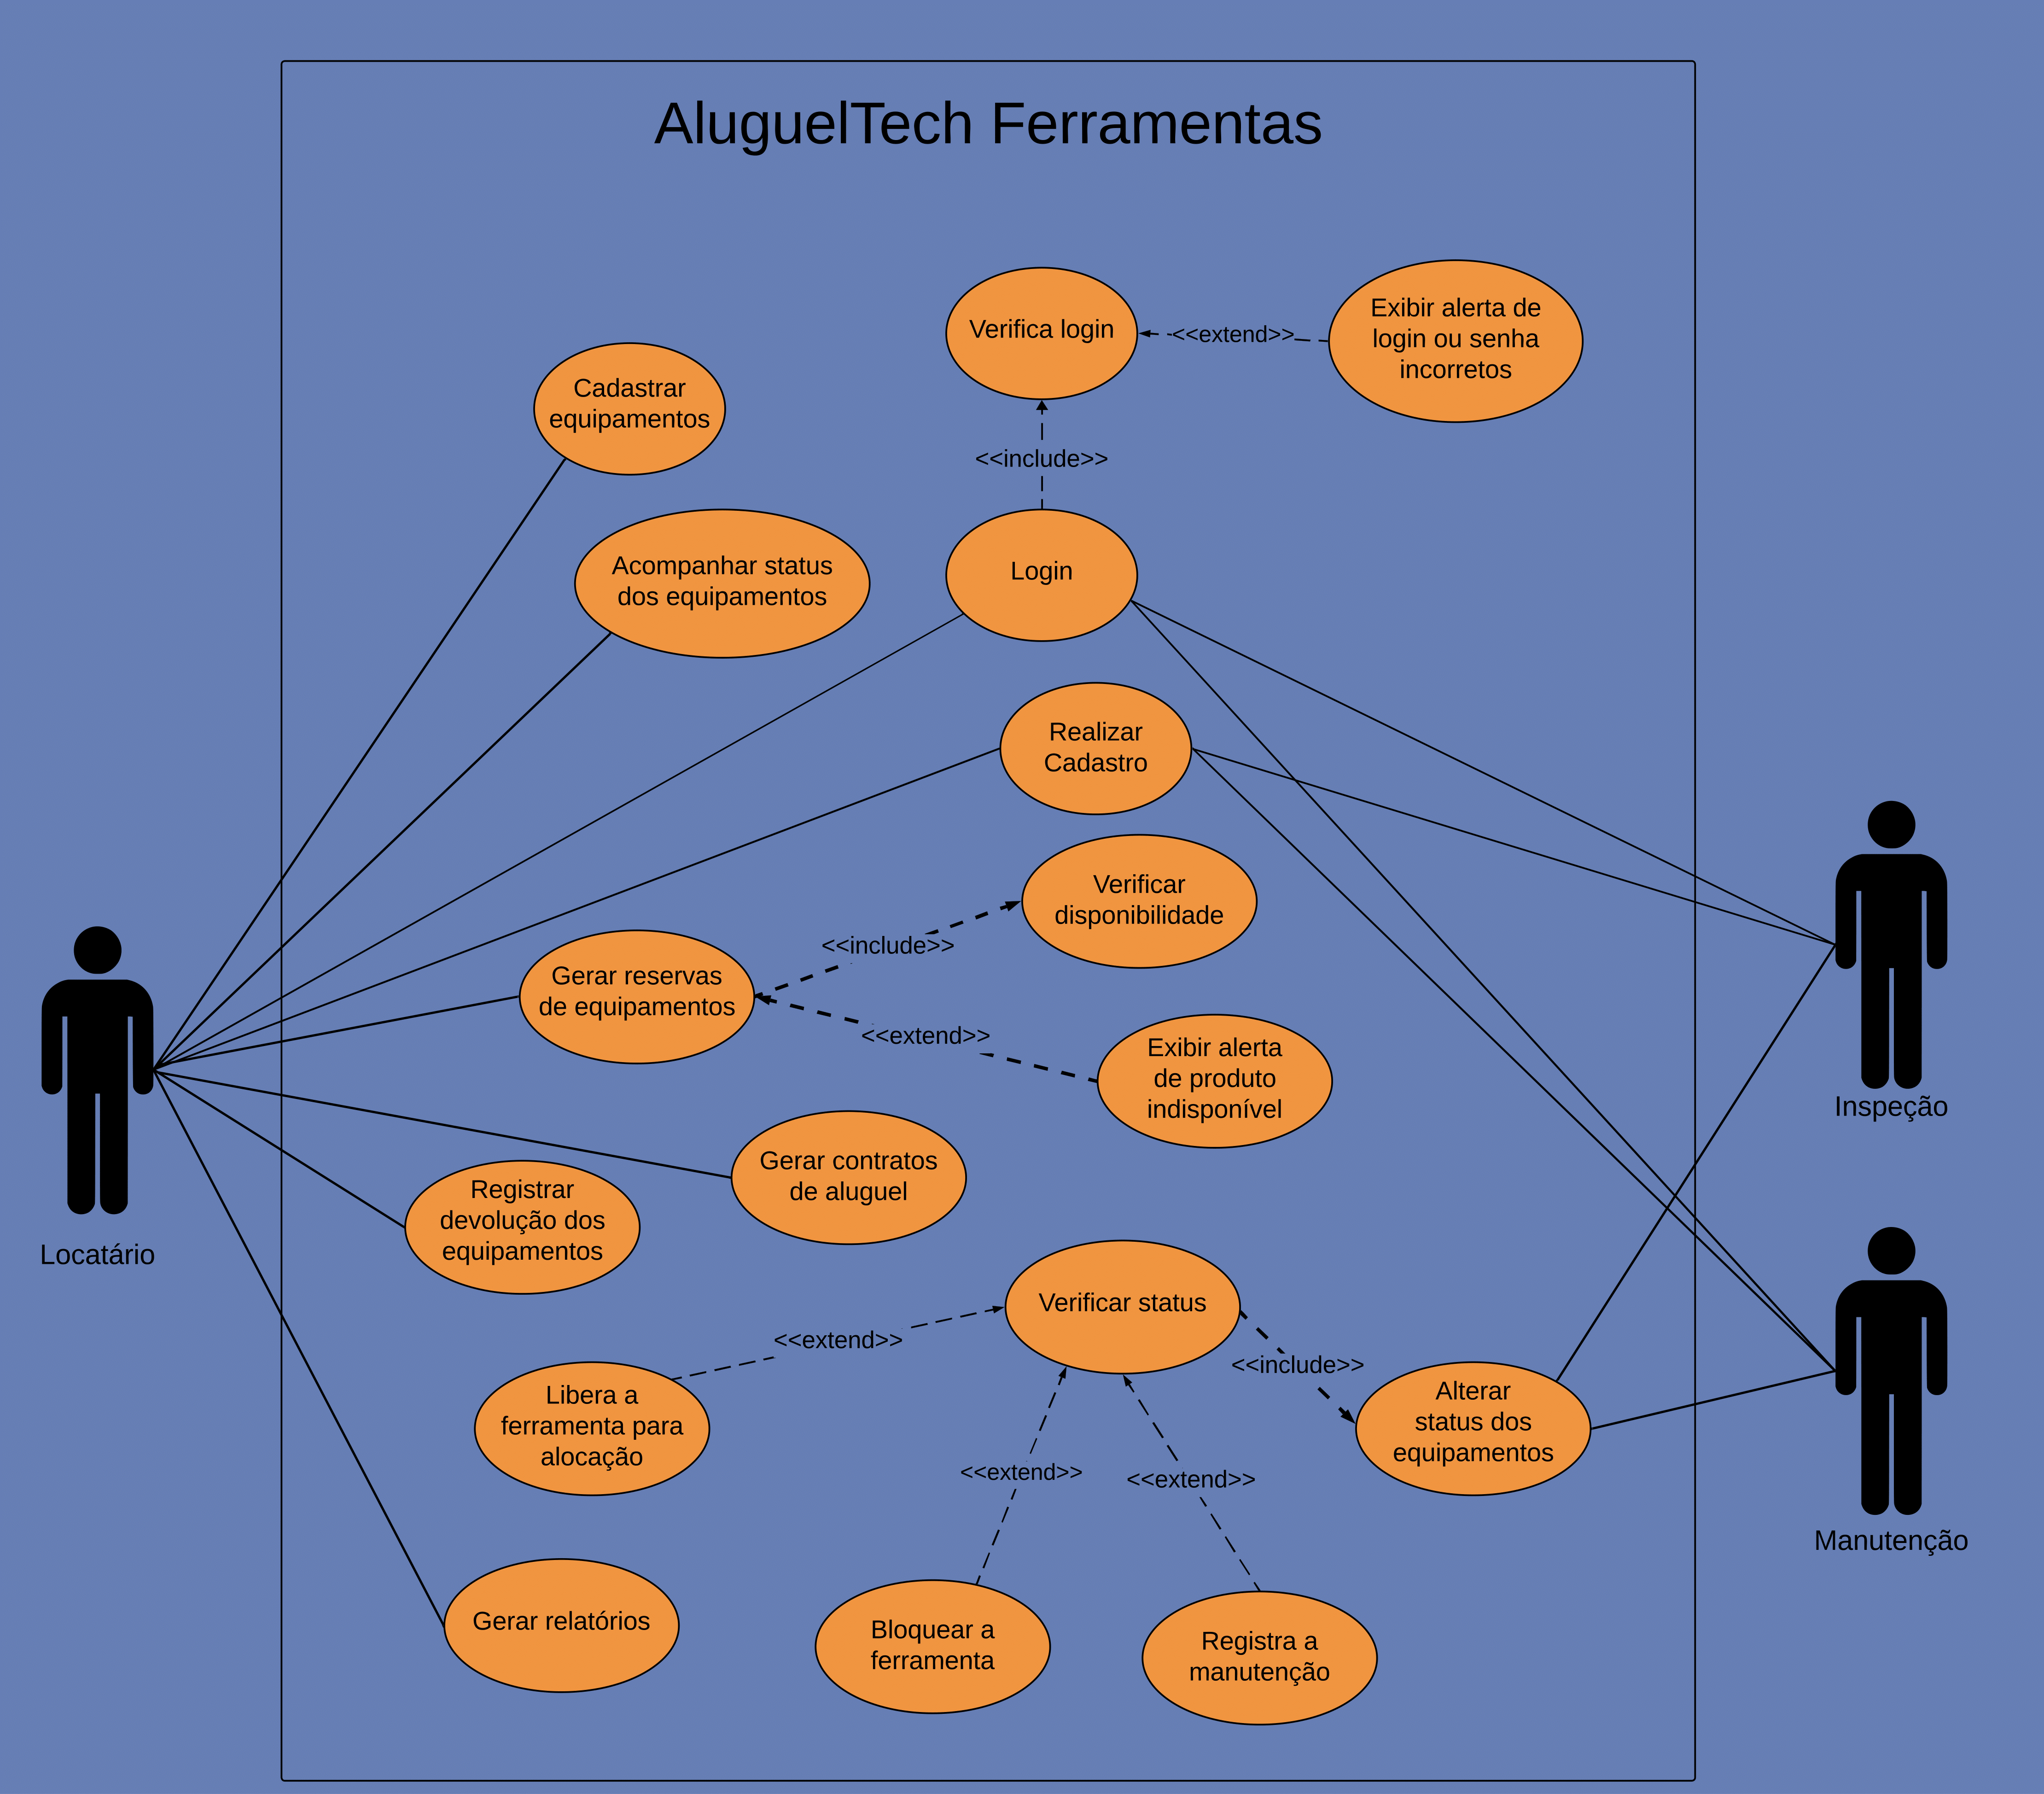 AluguelTech Ferramentas
Verifica login
<<extend>>
Exibir alerta de
login ou senha
incorretos
Cadastrar
equipamentos
<<include>>
Acompanhar status
dos equipamentos
Login
Realizar
Cadastro
Verificar
disponibilidade
<<include>>
Gerar reservas
de equipamentos
<<extend>>
Exibir alerta
de produto
indisponível
Inspeção
Gerar contratos
de aluguel
Registrar
devolução dos
equipamentos
Locatário
Verificar status
<<extend>>
<<include>>
Libera a
ferramenta para
alocação
Alterar
status dos
equipamentos
<<extend>>
<<extend>>
Manutenção
Gerar relatórios
Bloquear a
ferramenta
Registra a
manutenção